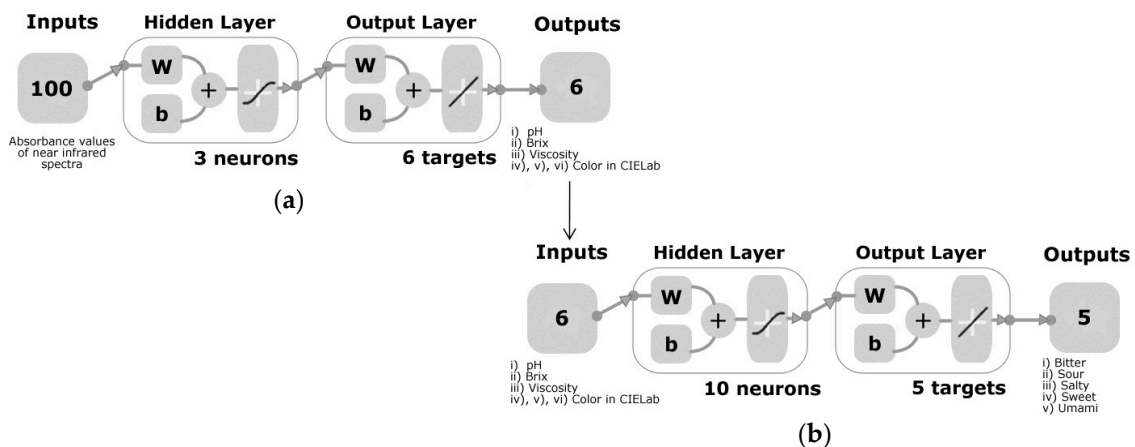 Inputs
Hidden Layer
Output Layer
Outputs
100
W
b
+
W
b
+
6
Absorbance values
of near infrared
spectra
3 neurons
6 targets
i) pH
ii) Brix
iii) Viscosity
iv), v), vi) Color in CIELab
(a)
Inputs
Hidden Layer
Output Layer
Outputs
6
W
b
+
W
b
+
5
i) pH
ii) Brix
iii) Viscosity
iv), v), vi) Color in CIELab
10 neurons
5 targets
i) Bitter
ii) Sour
iii) Salty
iv) Sweet
v) Umami
(b)